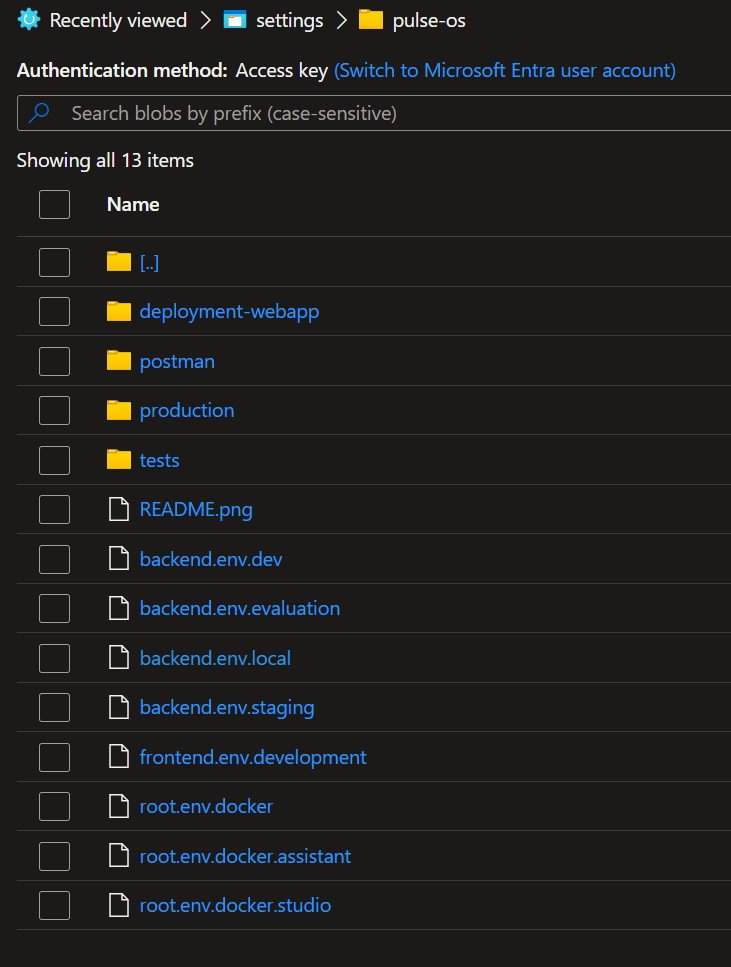 Recently viewed > settings > pulse-os
Authentication method: Access key (Switch to Microsoft Entra user account)
Search blobs by prefix (case-sensitive)
Showing all 13 items
Name
[..]
deployment-webapp
postman
production
tests
README.png
backend.env.dev
backend.env.evaluation
backend.env.local
backend.env.staging
frontend.env.development
root.env.docker
root.env.docker.assistant
root.env.docker.studio